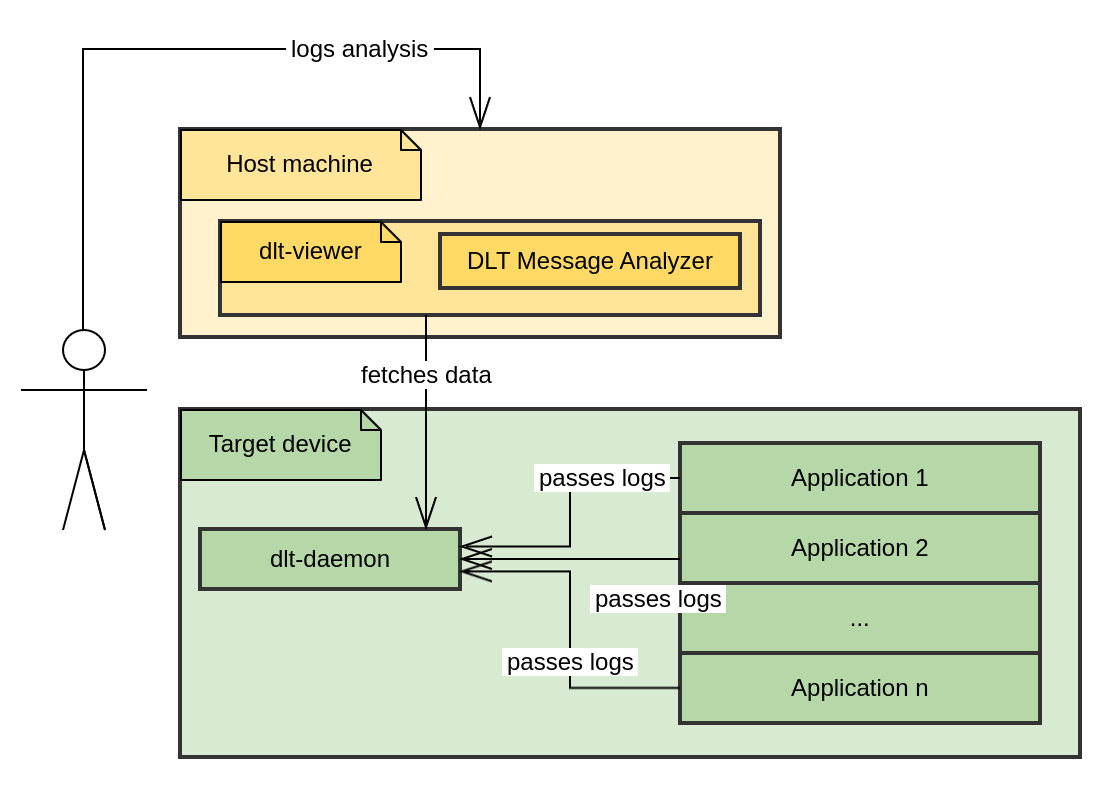 logs analysis
Host machine
dlt-viewer
DLT Message Analyzer
fetches data
Target device
passes logs
Application 1
Application 2
dlt-daemon
passes logs
...
passes logs
Application n